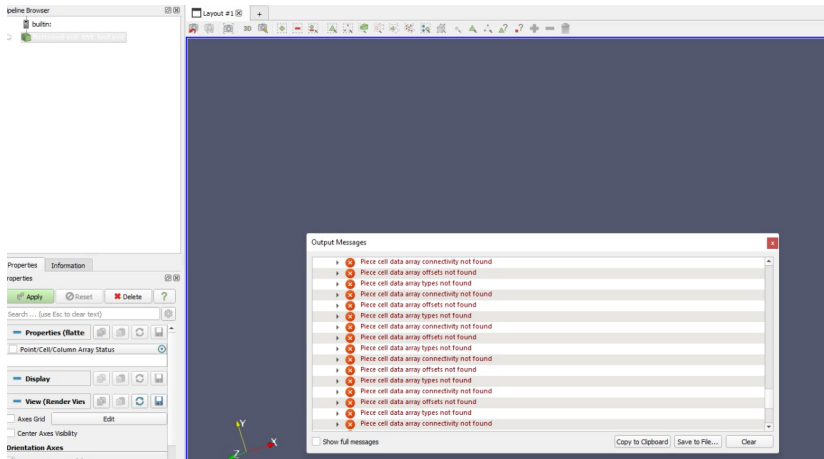 peline Browser
builtin:
Layout #1
+
3D
Output Messages
Piece cell data array connectivity not found
Piece cell data array offsets not found
Piece cell data array types not found
Piece cell data array connectivity not found
Piece cell data array offsets not found
Piece cell data array types not found
Piece cell data array connectivity not found
Piece cell data array offsets not found
Piece cell data array types not found
Piece cell data array connectivity not found
Piece cell data array offsets not found
Piece cell data array types not found
Piece cell data array connectivity not found
Piece cell data array offsets not found
Piece cell data array types not found
Piece cell data array connectivity not found
Show full messages
Copy to Clipboard Save to File... Clear
Properties Information
roperties
Apply Reset Delete ?
Search ... (use Esc to clear text)
Properties (flatte
Point/Cell/Column Array Status
Display
View (Render View
Axes Grid Edit
Center Axes Visibility
Orientation Axes
Y
X
Z